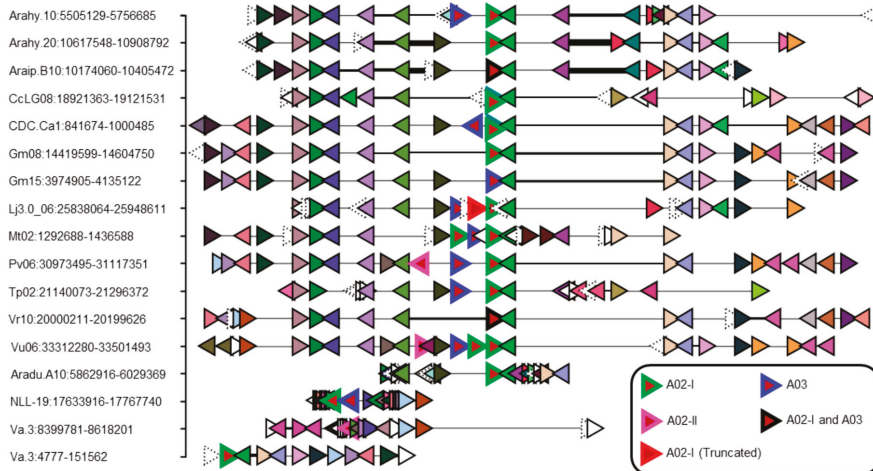 Arahy.10:5505129-5756685
Arahy.20:10617548-10908792
Araip.B10:10174060-10405472
CcLG08:18921363-19121531
CDC.Ca1:841674-1000485
Gm08:14419599-14604750
Gm15:3974905-4135122
Lj3.0_06:25838064-25948611
Mt02:1292688-1436588
Pv06:30973495-31117351
Tp02:21140073-21296372
Vr10:20000211-20199626
Vu06:33312280-33501493
Aradu.A10:5862916-6029369
NLL-19:17633916-17767740
Va.3:8399781-8618201
Va.3:4777-151562
A02-I
A03
A02-II
A02-I and A03
A02-I (Truncated)